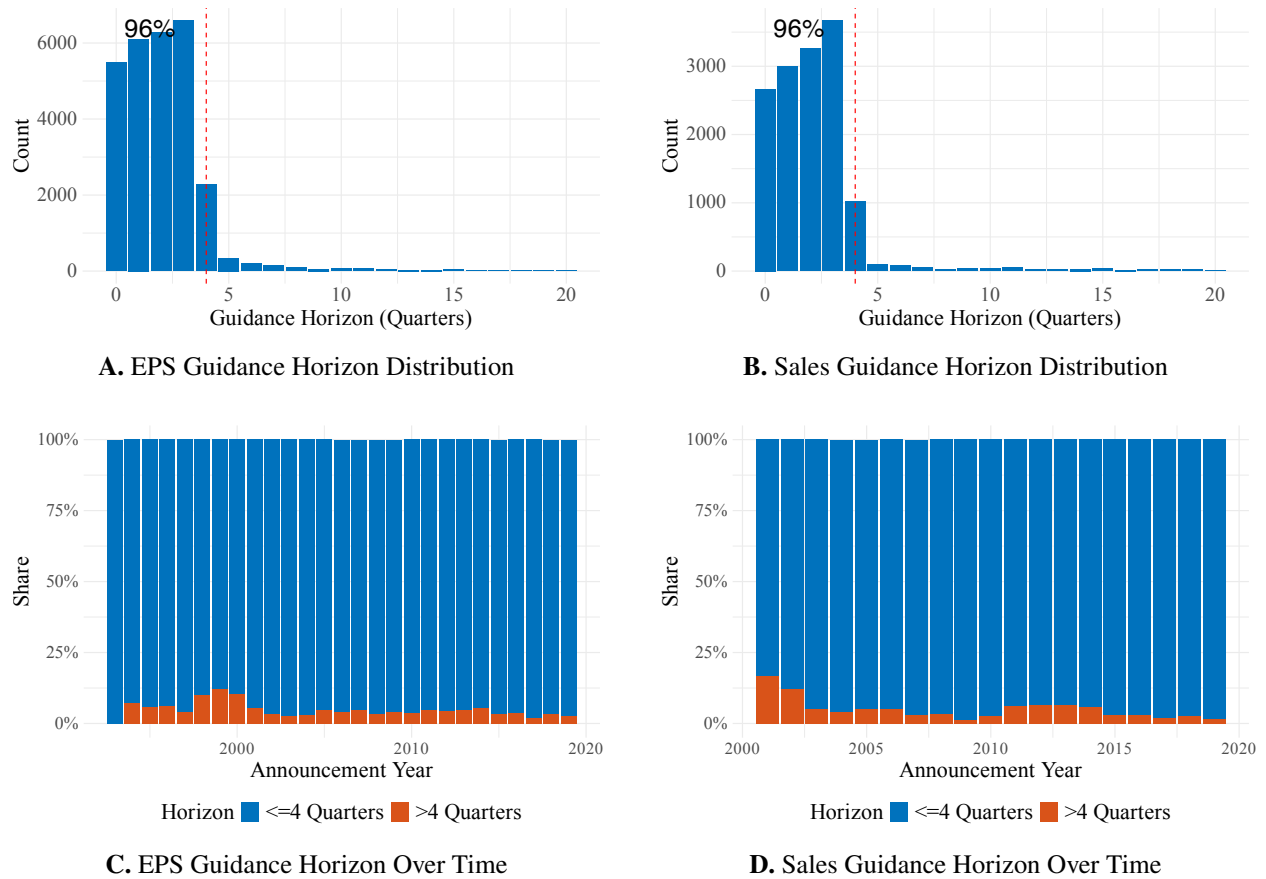 96%
6000
4000
2000
0
Count
0 5 10 15 20
Guidance Horizon (Quarters)
A. EPS Guidance Horizon Distribution
96%
3000
2000
1000
0
Count
0 5 10 15 20
Guidance Horizon (Quarters)
B. Sales Guidance Horizon Distribution
100%
75%
50%
25%
0%
Share
2000 2010 2020
Announcement Year
Horizon <=4 Quarters >4 Quarters
C. EPS Guidance Horizon Over Time
100%
75%
50%
25%
0%
Share
2000 2005 2010 2015 2020
Announcement Year
Horizon <=4 Quarters >4 Quarters
D. Sales Guidance Horizon Over Time